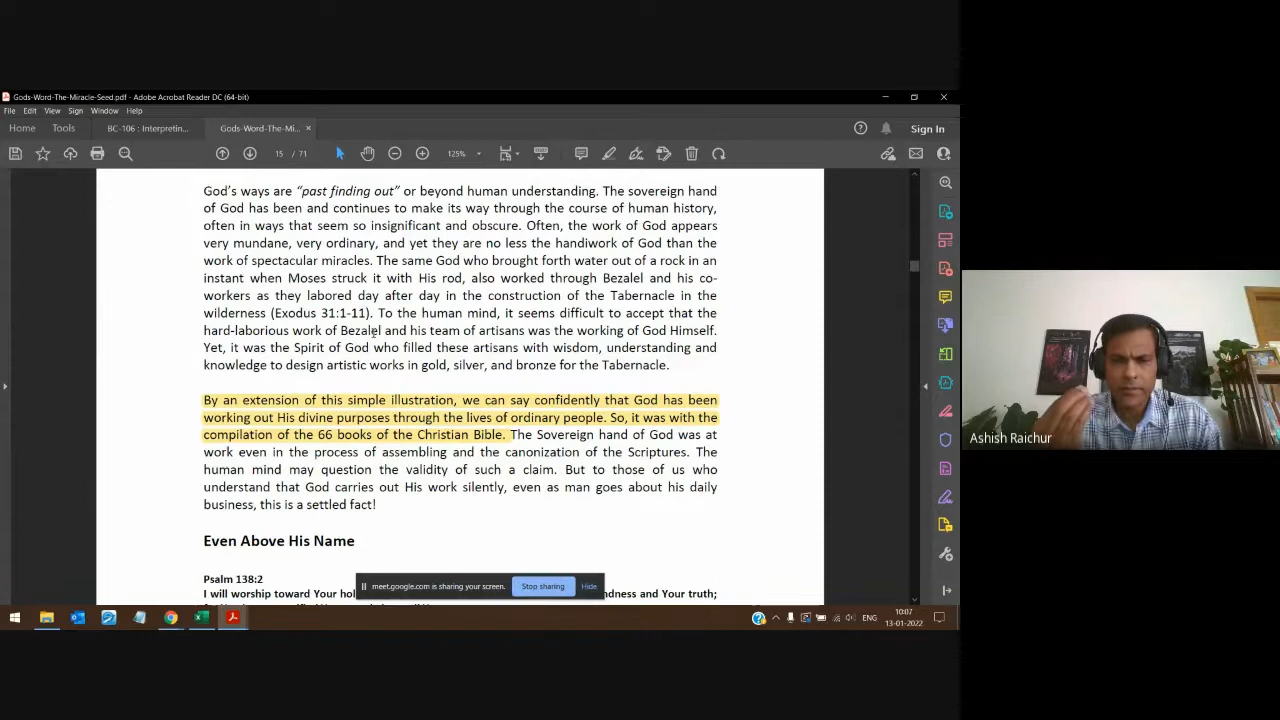 Gods-Word-The-Miracle-Seed.pdf - Adobe Acrobat Reader DC (64-bit)
File Edit View Sign Window Help
Home Tools BC-106 : Interpretin... Gods-Word-The-Mi... × Sign In
15 / 71 125%
God's ways are “past finding out” or beyond human understanding. The sovereign hand
of God has been and continues to make its way through the course of human history,
often in ways that seem so insignificant and obscure. Often, the work of God appears
very mundane, very ordinary, and yet they are no less the handiwork of God than the
work of spectacular miracles. The same God who brought forth water out of a rock in an
instant when Moses struck it with His rod, also worked through Bezalel and his co-
workers as they labored day after day in the construction of the Tabernacle in the
wilderness (Exodus 31:1-11). To the human mind, it seems difficult to accept that the
hard-laborious work of Bezalel and his team of artisans was the working of God Himself.
Yet, it was the Spirit of God who filled these artisans with wisdom, understanding and
knowledge to design artistic works in gold, silver, and bronze for the Tabernacle.
By an extension of this simple illustration, we can say confidently that God has been
working out His divine purposes through the lives of ordinary people. So, it was with the
compilation of the 66 books of the Christian Bible. The Sovereign hand of God was at
work even in the process of assembling and the canonization of the Scriptures. The
human mind may question the validity of such a claim. But to those of us who
understand that God carries out His work silently, even as man goes about his daily
business, this is a settled fact!
Even Above His Name
Psalm 138:2
I will worship toward Your hol ndness and Your truth;
meet.google.com is sharing your screen. Stop sharing Hide
ENG 10:07
13-01-2022
Ashish Raichur